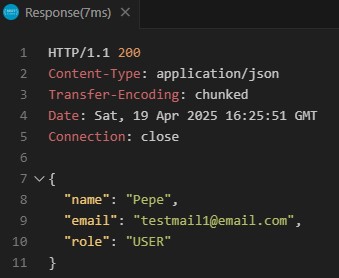 Response(7ms) ×
1 HTTP/1.1 200
2 Content-Type: application/json
3 Transfer-Encoding: chunked
4 Date: Sat, 19 Apr 2025 16:25:51 GMT
5 Connection: close
6
7 {
8 "name": "Pepe",
9 "email": "testmail1@email.com",
10 "role": "USER"
11 }